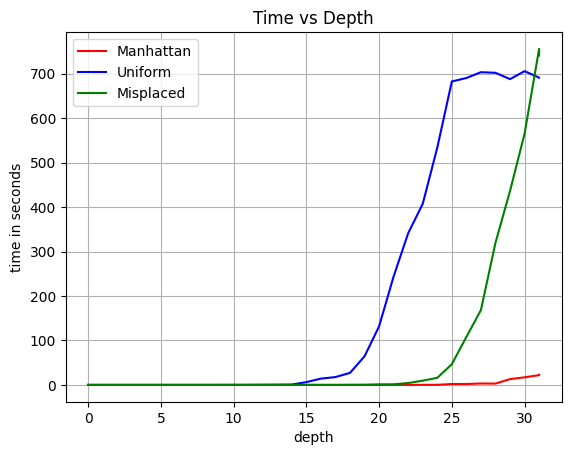 Time vs Depth
Manhattan
Uniform
Misplaced
time in seconds
700
600
500
400
300
200
100
0
0 5 10 15 20 25 30
depth